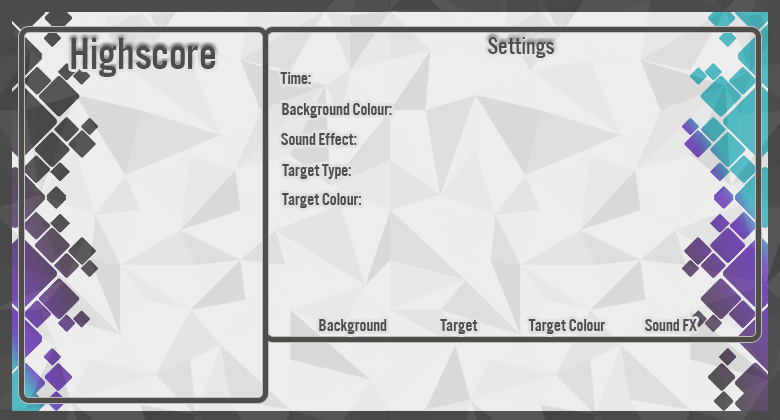 Highscore
Settings
Time:
Background Colour:
Sound Effect:
Target Type:
Target Colour:
Background Target Target Colour Sound FX